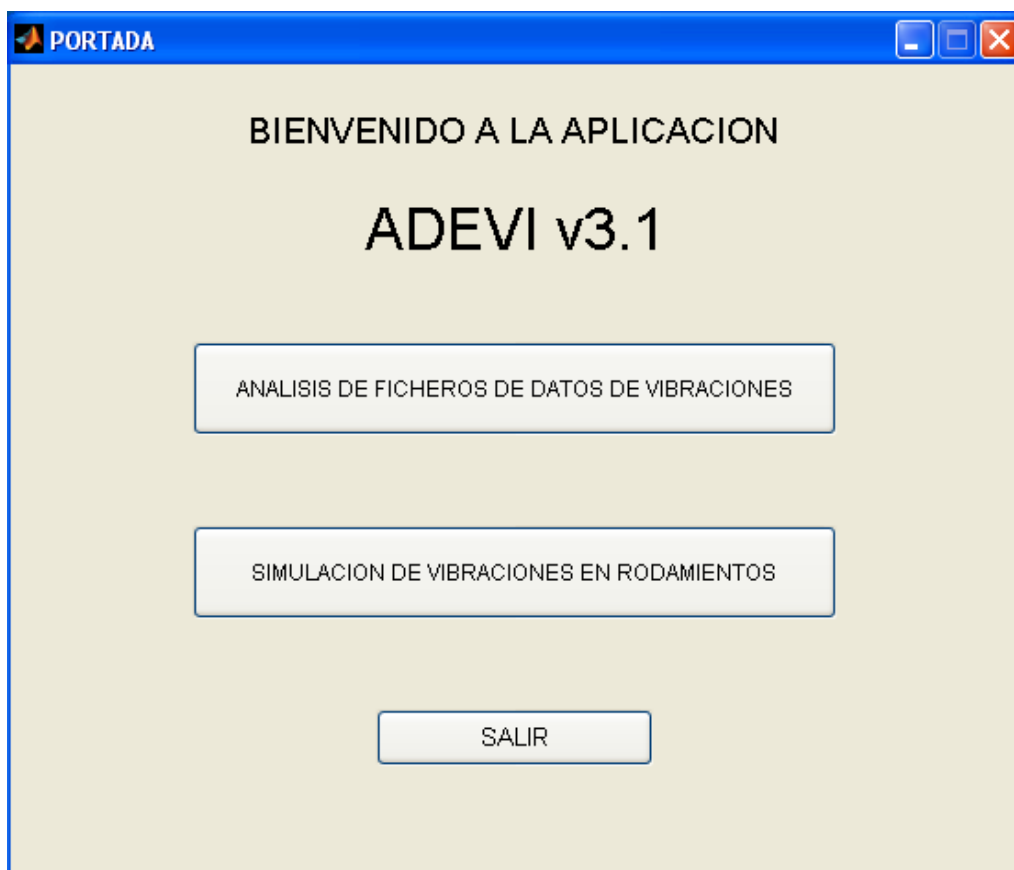 PORTADA
BIENVENIDO A LA APLICACION
ADEVI v3.1
ANALISIS DE FICHEROS DE DATOS DE VIBRACIONES
SIMULACION DE VIBRACIONES EN RODAMIENTOS
SALIR